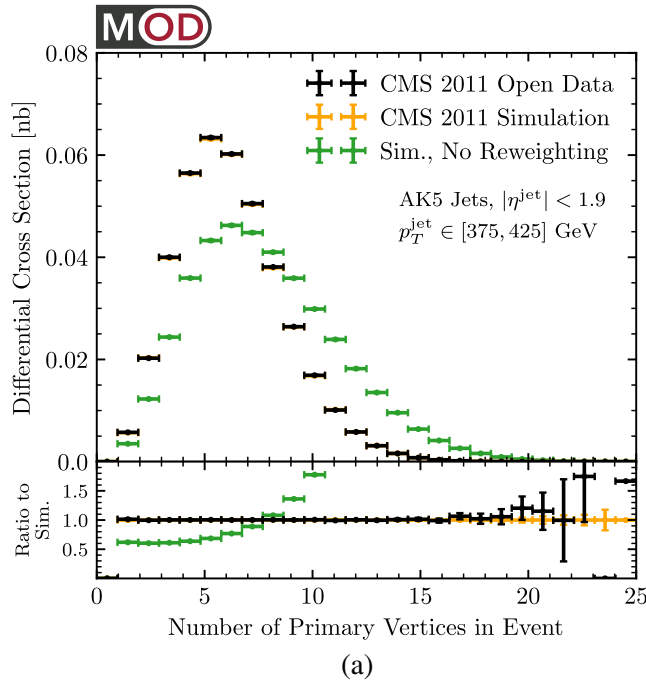 MOD
0.08
0.06
0.04
0.02
0.0
Differential Cross Section [nb]
CMS 2011 Open Data
CMS 2011 Simulation
Sim., No Reweighting
AK5 Jets, |η^jet| < 1.9
p_T^jet ∈ [375, 425] GeV
1.5
1.0
0.5
Ratio to
Sim.
0 5 10 15 20 25
Number of Primary Vertices in Event
(a)